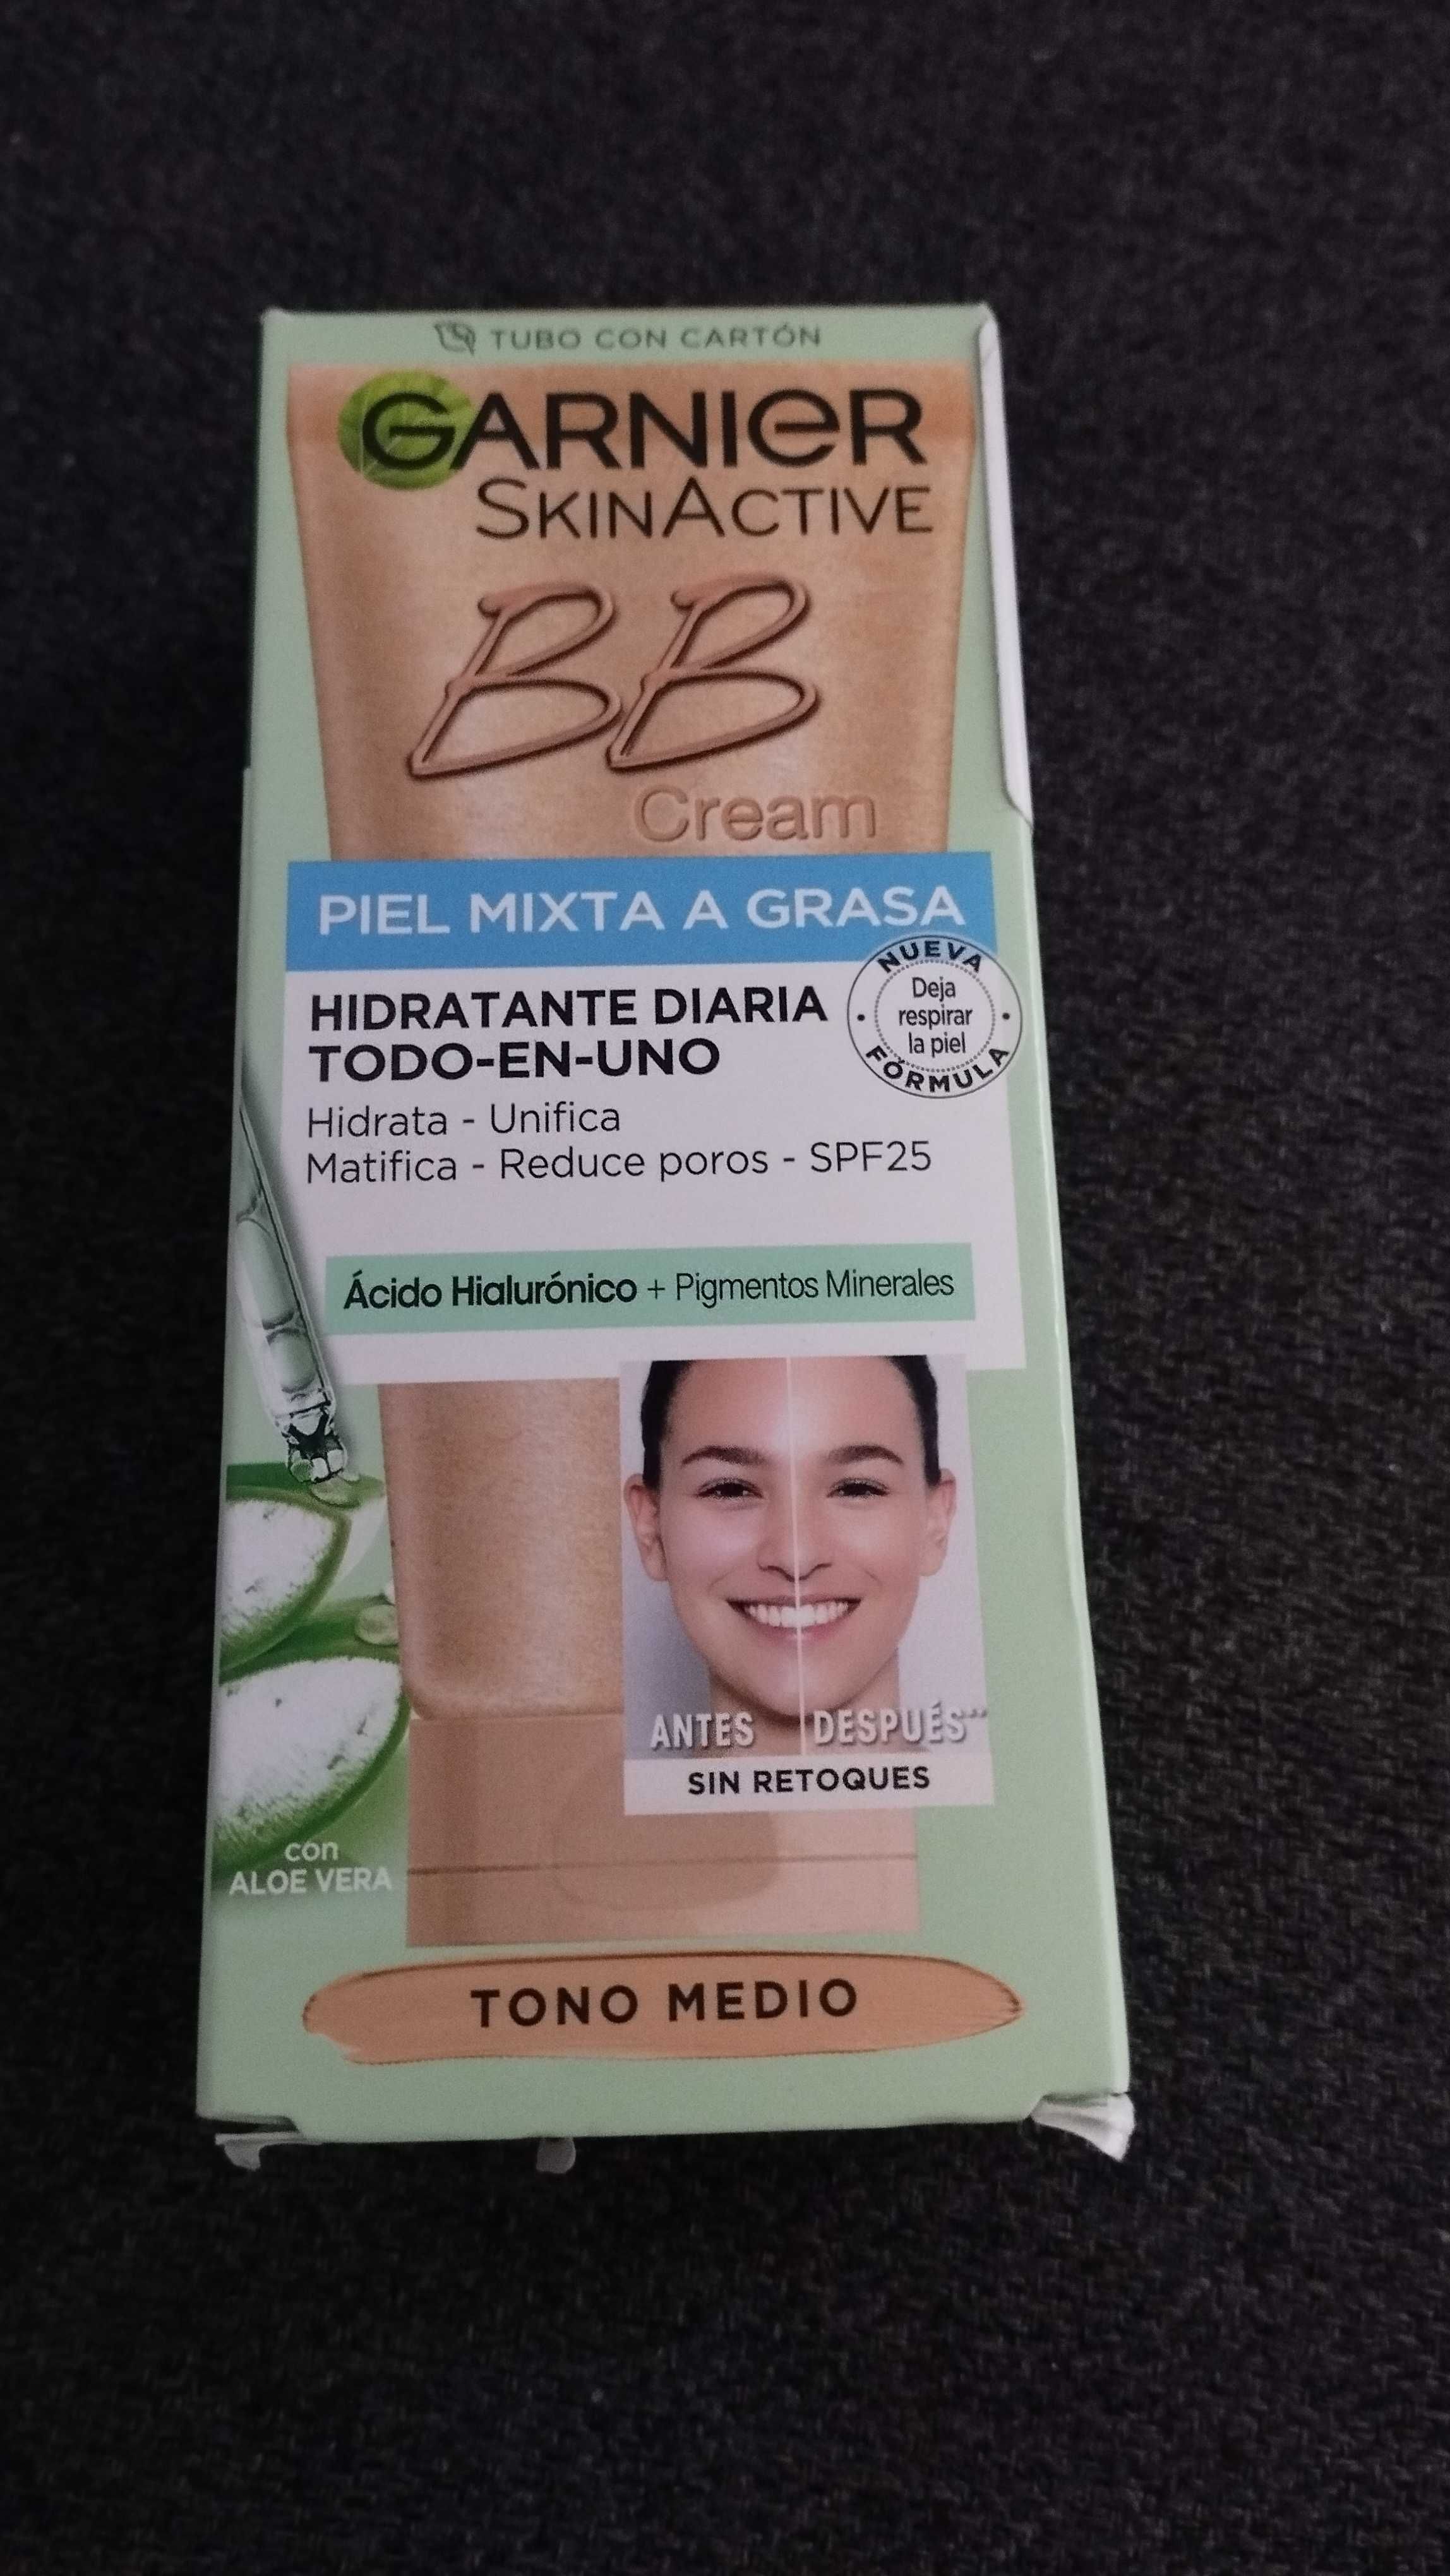 TUBO CON CARTÓN
GARNIER
SKINACTIVE
BB
Cream
PIEL MIXTA A GRASA
HIDRATANTE DIARIA
TODO-EN-UNO
NUEVA
Deja
respirar
la piel
FÓRMULA
Hidrata - Unifica
Matifica - Reduce poros - SPF25
Ácido Hialurónico + Pigmentos Minerales
ANTES DESPUÉS**
SIN RETOQUES
con
ALOE VERA
TONO MEDIO